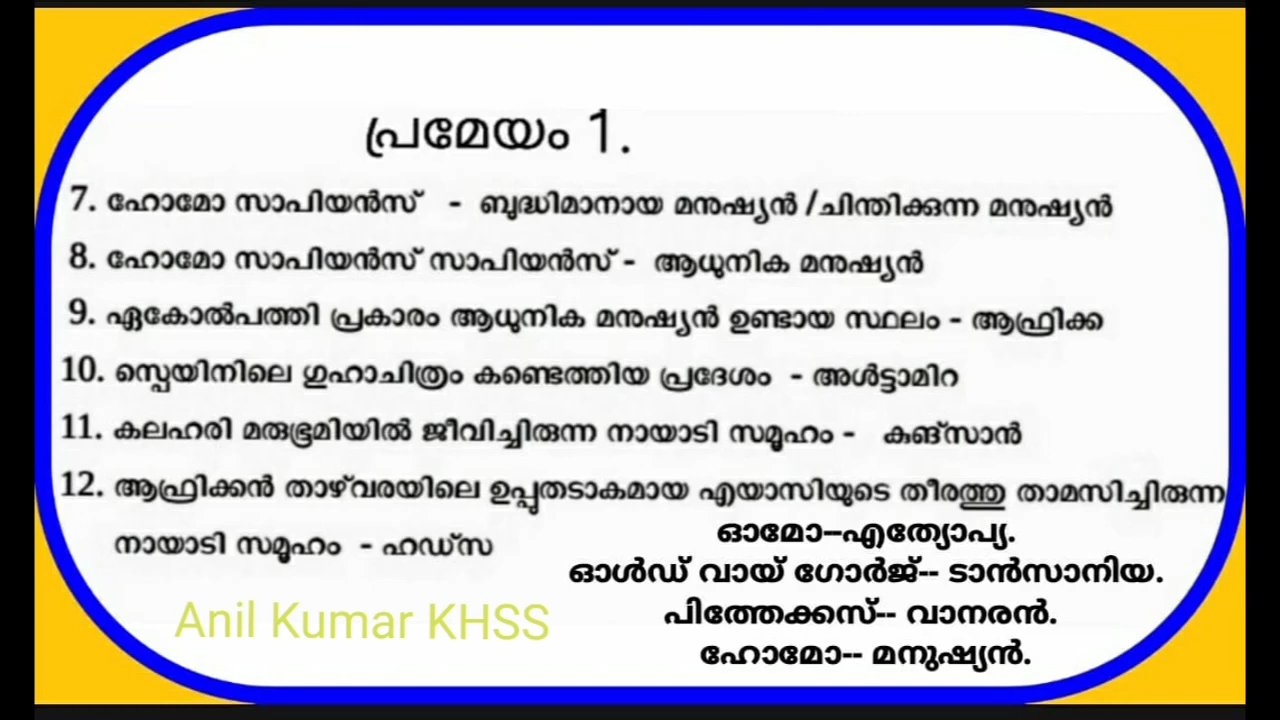 പ്രമേയം 1.
7. ഹോമോ സാപിയൻസ് - ബുദ്ധിമാനായ മനുഷ്യൻ /ചിന്തിക്കുന്ന മനുഷ്യൻ
8. ഹോമോ സാപിയൻസ് സാപിയൻസ് - ആധുനിക മനുഷ്യൻ
9. ഏകോൽപത്തി പ്രകാരം ആധുനിക മനുഷ്യൻ ഉണ്ടായ സ്ഥലം - ആഫ്രിക്ക
10. സ്പെയിനിലെ ഗുഹാചിത്രം കണ്ടെത്തിയ പ്രദേശം - അൾട്ടാമിറ
11. കലഹരി മരുഭൂമിയിൽ ജീവിച്ചിരുന്ന നായാടി സമൂഹം - കുങ്സാൻ
12. ആഫ്രിക്കൻ താഴ്‌വരയിലെ ഉപ്പുതടാകമായ എയാസിയുടെ തീരത്തു താമസിച്ചിരുന്ന
നായാടി സമൂഹം - ഹഡ്സ
ഓമോ--എത്യോപ്യ.
ഓൾഡ് വായ് ഗോർജ്-- ടാൻസാനിയ.
പിത്തേക്കസ്-- വാനരൻ.
ഹോമോ-- മനുഷ്യൻ.
Anil Kumar KHSS